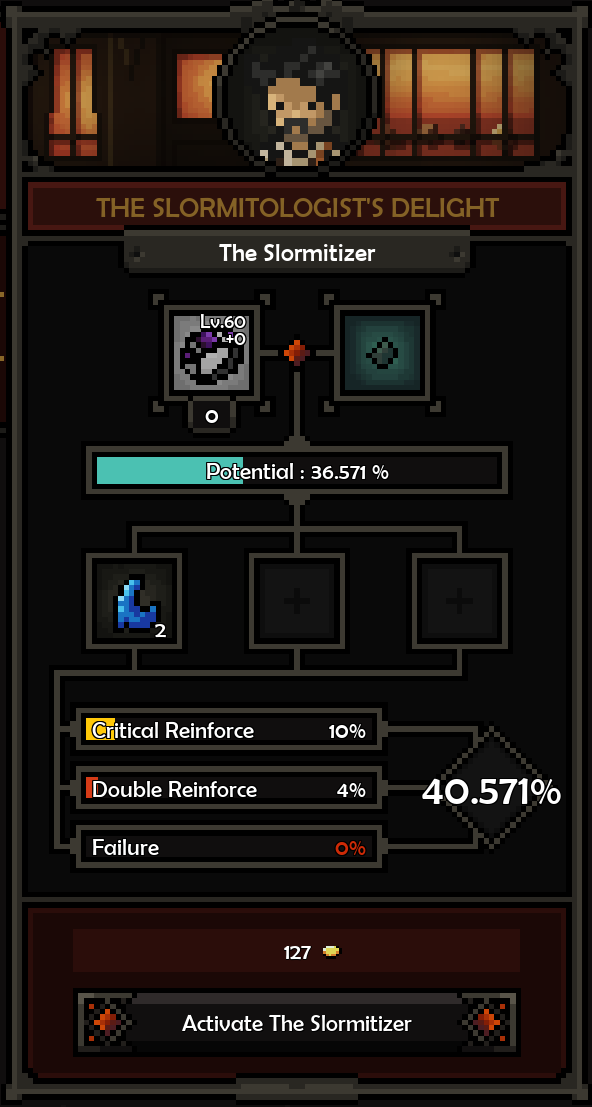 THE SLORMITOLOGIST'S DELIGHT
The Slormitizer
Lv.60
+0
0
Potential : 36.571 %
2
Critical Reinforce 10%
Double Reinforce 4%
40.571%
Failure 0%
127
Activate The Slormitizer